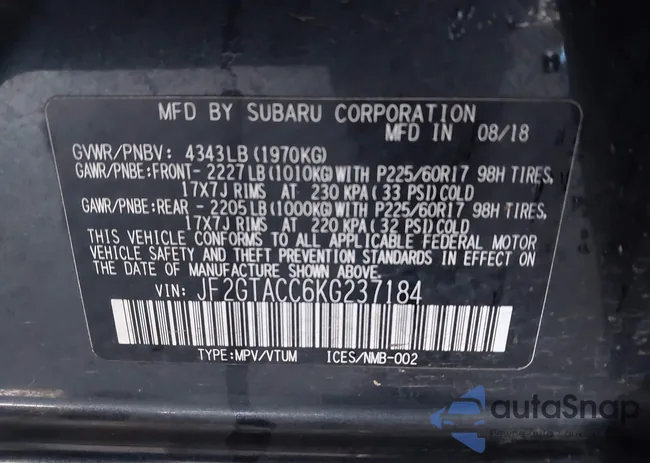 MFD BY SUBARU CORPORATION
MFD IN 08/18
GVWR/PNBV: 4343LB (1970KG)
GAWR/PNBE:FRONT- 2227 LB (1010KG) WITH P225/60R17 98H TIRES,
17X7J RIMS AT 230 KPA (33 PSI) COLD
GAWR/PNBE:REAR - 2205 LB (1000KG) WITH P225/60R17 98H TIRES,
17X7J RIMS AT 220 KPA (32 PSI) COLD
THIS VEHICLE CONFORMS TO ALL APPLICABLE FEDERAL MOTOR
VEHICLE SAFETY AND THEFT PREVENTION STANDARDS IN EFFECT
ON THE DATE OF MANUFACTURE SHOWN ABOVE.
VIN: JF2GTACC6KG237184
TYPE:MPV/VTUM ICES/NMB-002
autoSnap